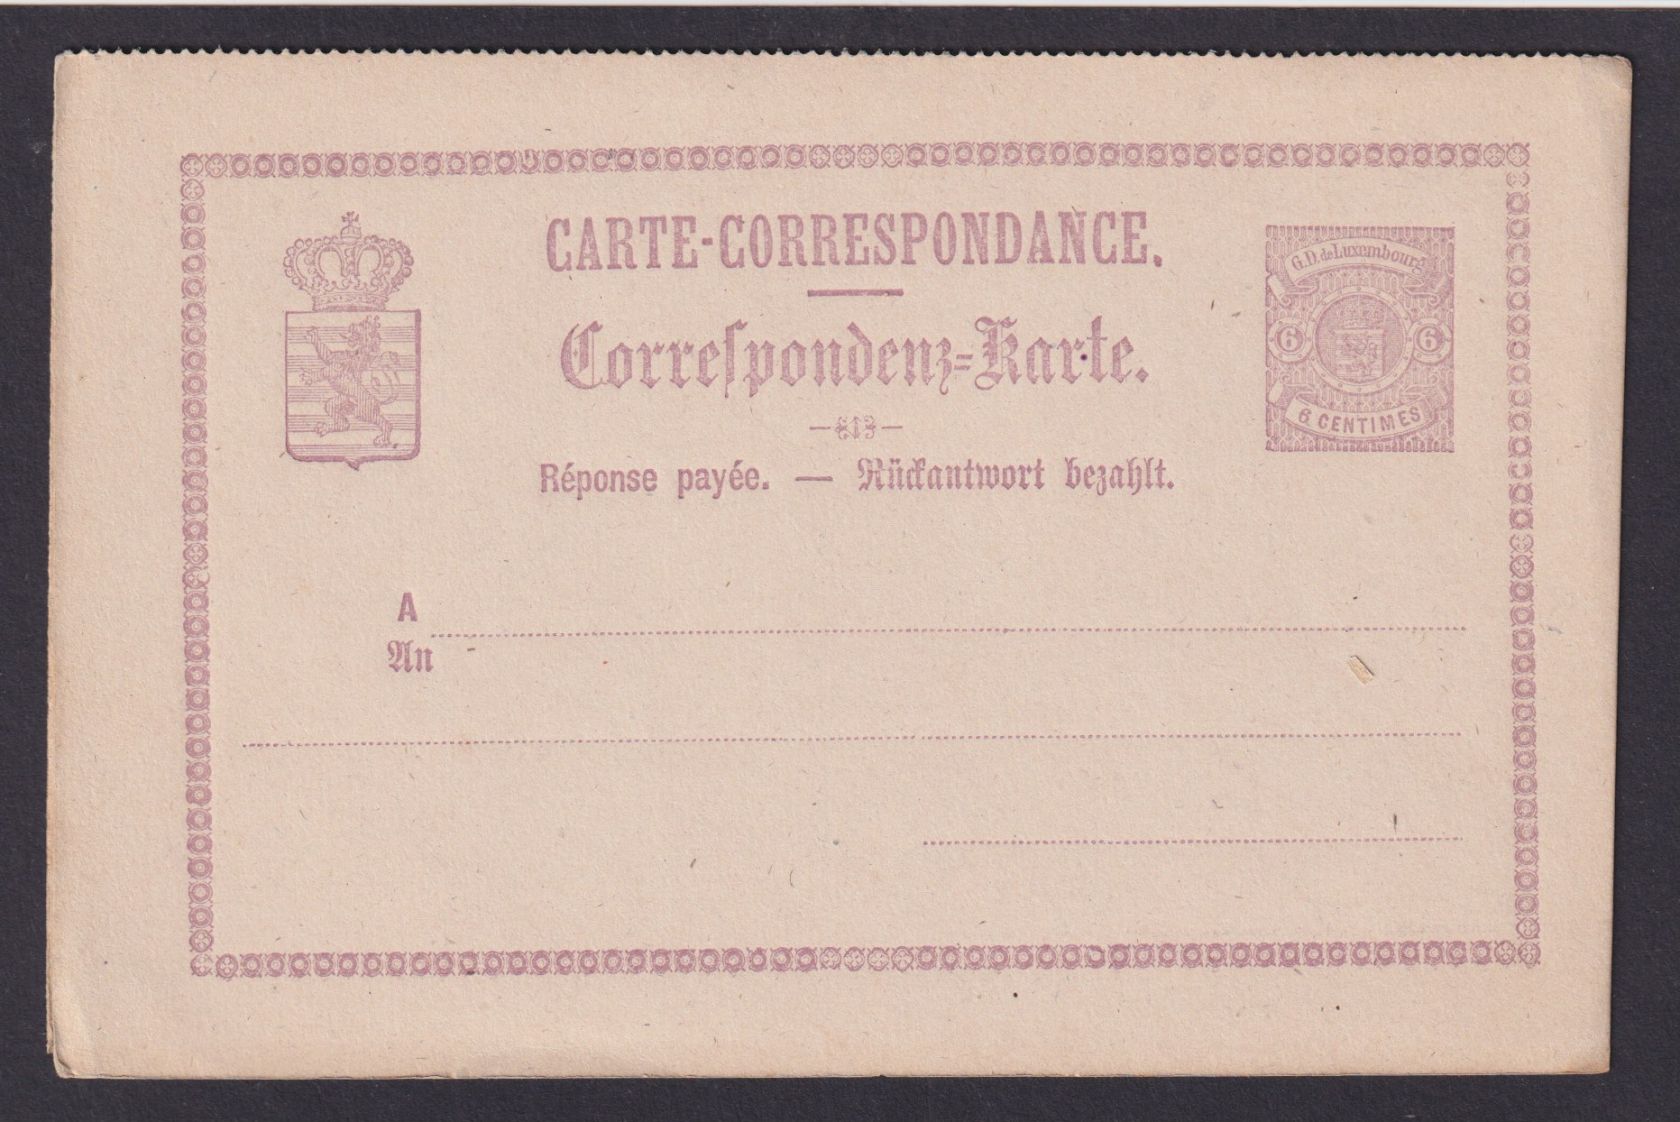 CARTE-CORRESPONDANCE.
Correſpondenz=Karte.
Réponse payée. — Rückantwort bezahlt.
G.D. de Luxembourg
6 6
6 CENTIMES
A
An